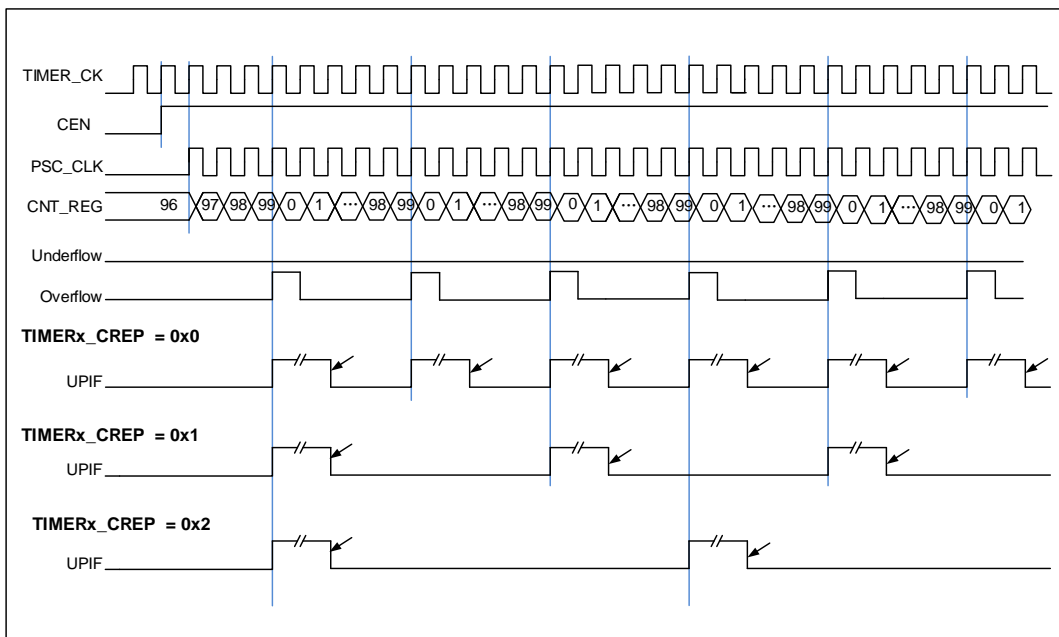 TIMER_CK
CEN
PSC_CLK
CNT_REG 96 97 98 99 0 1 ... 98 99 0 1 ... 98 99 0 1 ... 98 99 0 1 ... 98 99 0 1 ... 98 99 0 1
Underflow
Overflow
TIMERx_CREP = 0x0
UPIF
TIMERx_CREP = 0x1
UPIF
TIMERx_CREP = 0x2
UPIF